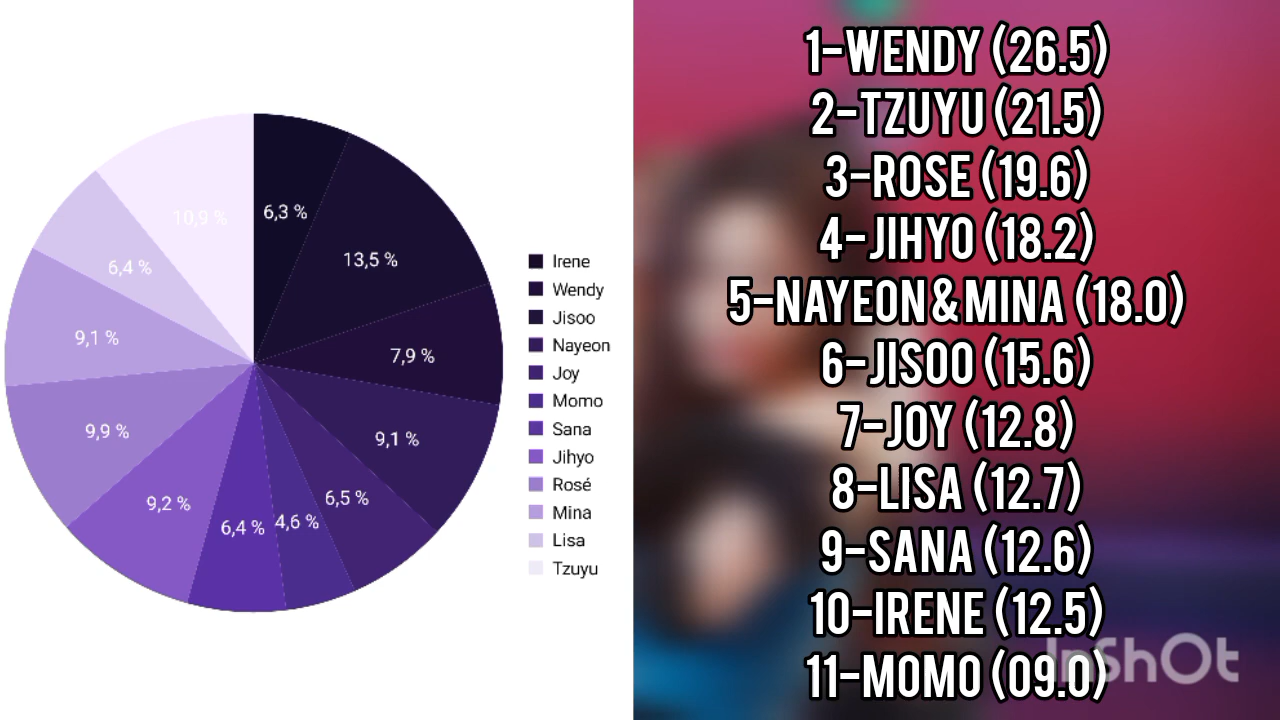 6,3 %
13,5 %
7,9 %
9,1 %
6,5 %
4,6 %
6,4 %
9,2 %
9,9 %
9,1 %
6,4 %
10,9 %
Irene
Wendy
Jisoo
Nayeon
Joy
Momo
Sana
Jihyo
Rosé
Mina
Lisa
Tzuyu
1-WENDY (26.5)
2-TZUYU (21.5)
3-ROSE (19.6)
4-JIHYO (18.2)
5-NAYEON & MINA (18.0)
6-JISOO (15.6)
7-JOY (12.8)
8-LISA (12.7)
9-SANA (12.6)
10-IRENE (12.5)
11-MOMO (09.0)
InShOt